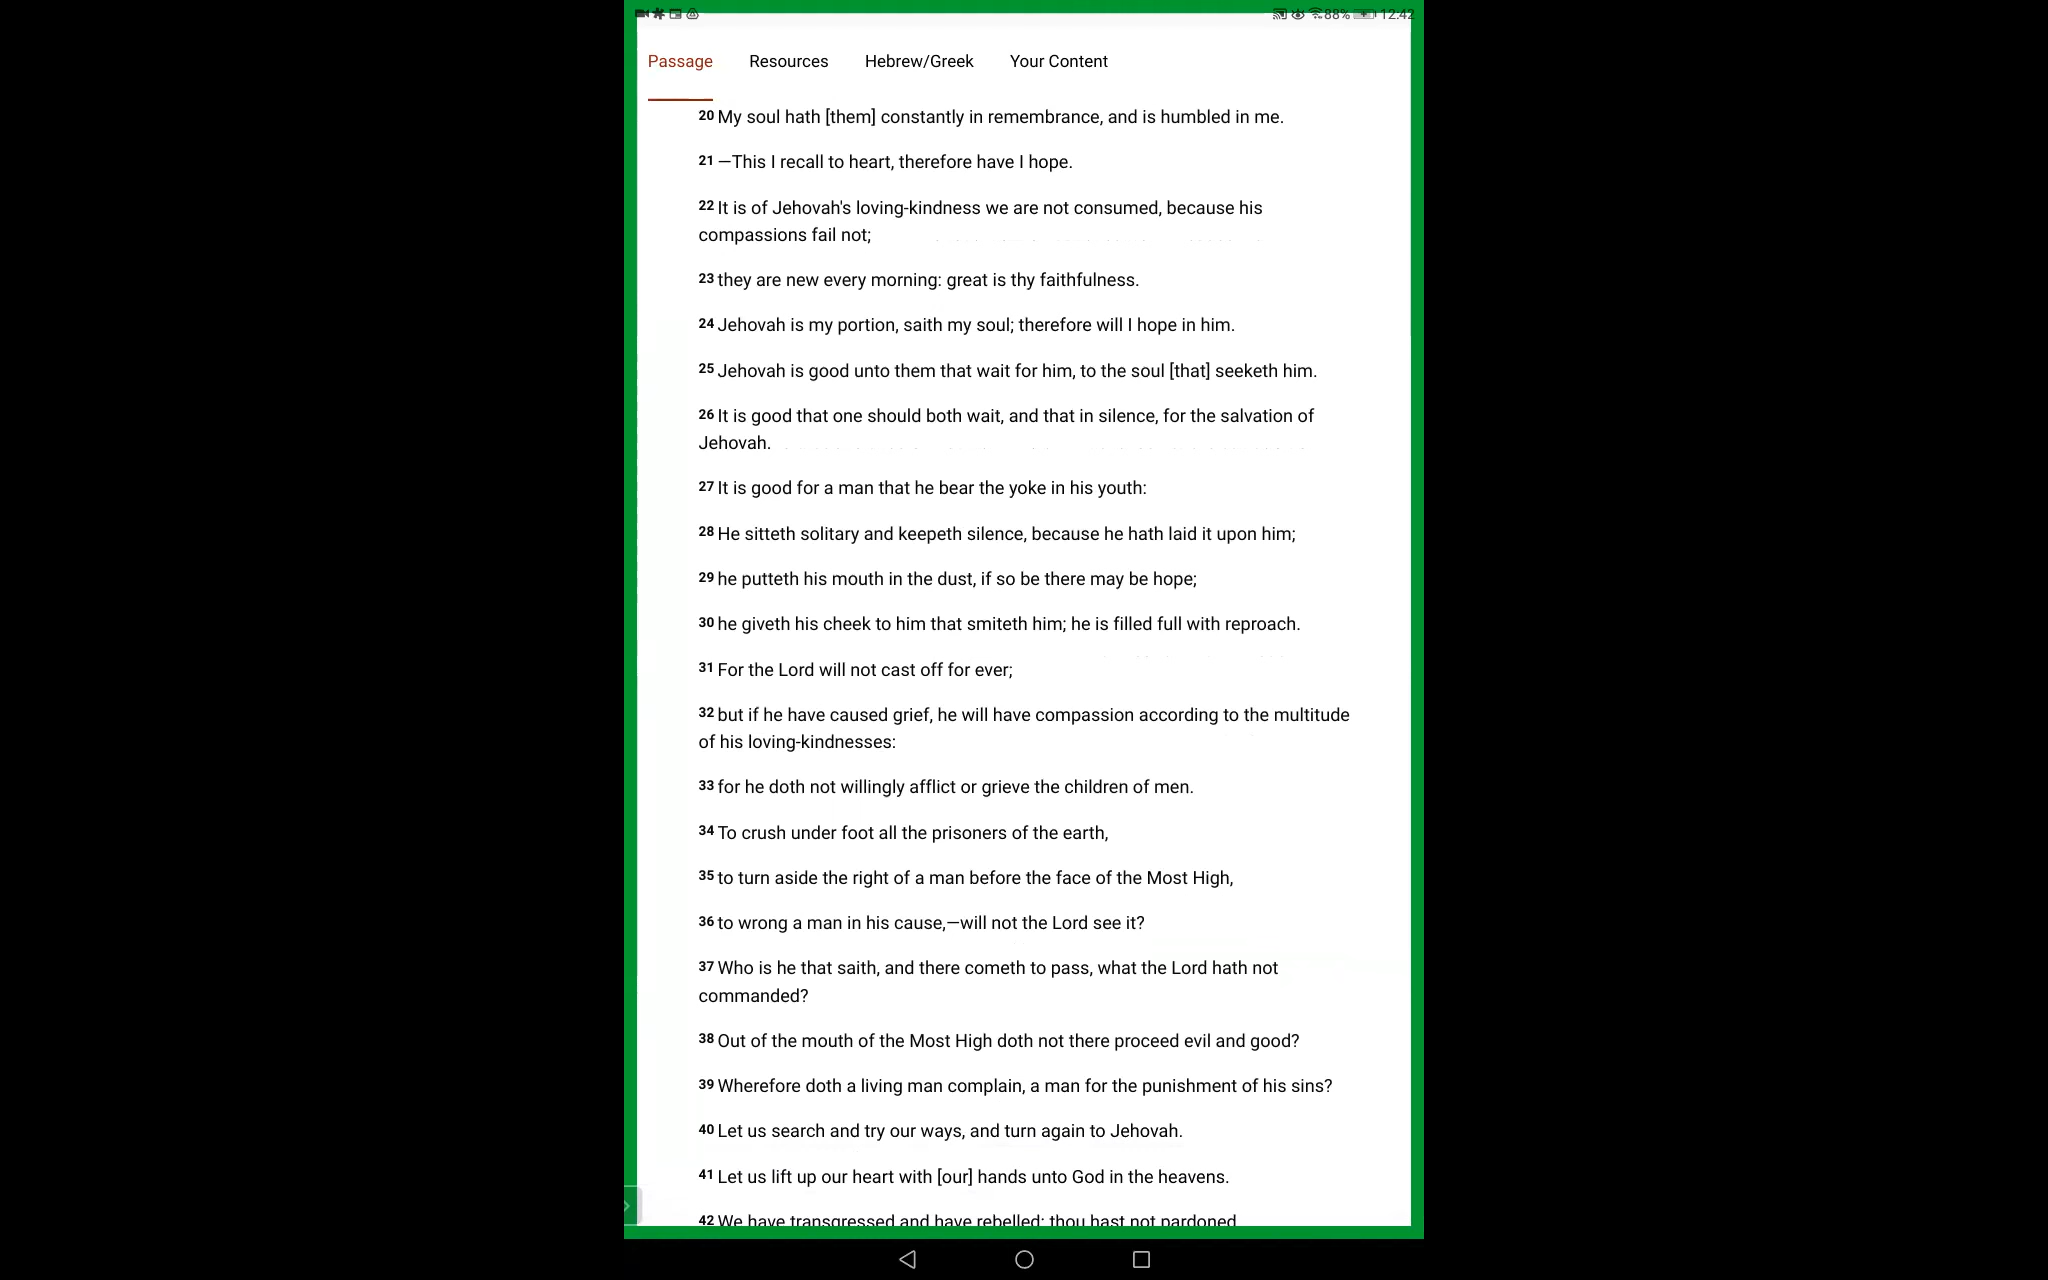 88% 12:42
Passage Resources Hebrew/Greek Your Content
20 My soul hath [them] constantly in remembrance, and is humbled in me.
21 —This I recall to heart, therefore have I hope.
22 It is of Jehovah's loving-kindness we are not consumed, because his
compassions fail not;
23 they are new every morning: great is thy faithfulness.
24 Jehovah is my portion, saith my soul; therefore will I hope in him.
25 Jehovah is good unto them that wait for him, to the soul [that] seeketh him.
26 It is good that one should both wait, and that in silence, for the salvation of
Jehovah.
27 It is good for a man that he bear the yoke in his youth:
28 He sitteth solitary and keepeth silence, because he hath laid it upon him;
29 he putteth his mouth in the dust, if so be there may be hope;
30 he giveth his cheek to him that smiteth him; he is filled full with reproach.
31 For the Lord will not cast off for ever;
32 but if he have caused grief, he will have compassion according to the multitude
of his loving-kindnesses:
33 for he doth not willingly afflict or grieve the children of men.
34 To crush under foot all the prisoners of the earth,
35 to turn aside the right of a man before the face of the Most High,
36 to wrong a man in his cause,—will not the Lord see it?
37 Who is he that saith, and there cometh to pass, what the Lord hath not
commanded?
38 Out of the mouth of the Most High doth not there proceed evil and good?
39 Wherefore doth a living man complain, a man for the punishment of his sins?
40 Let us search and try our ways, and turn again to Jehovah.
41 Let us lift up our heart with [our] hands unto God in the heavens.
42 We have transgressed and have rebelled: thou hast not pardoned